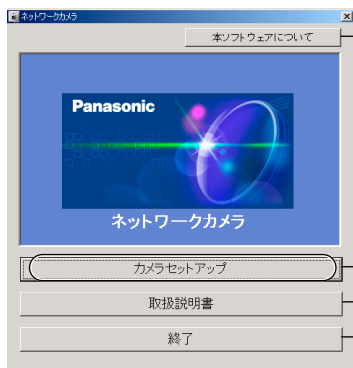 ネットワークカメラ
本ソフトウェアについて
Panasonic
ネットワークカメラ
カメラセットアップ
取扱説明書
終了